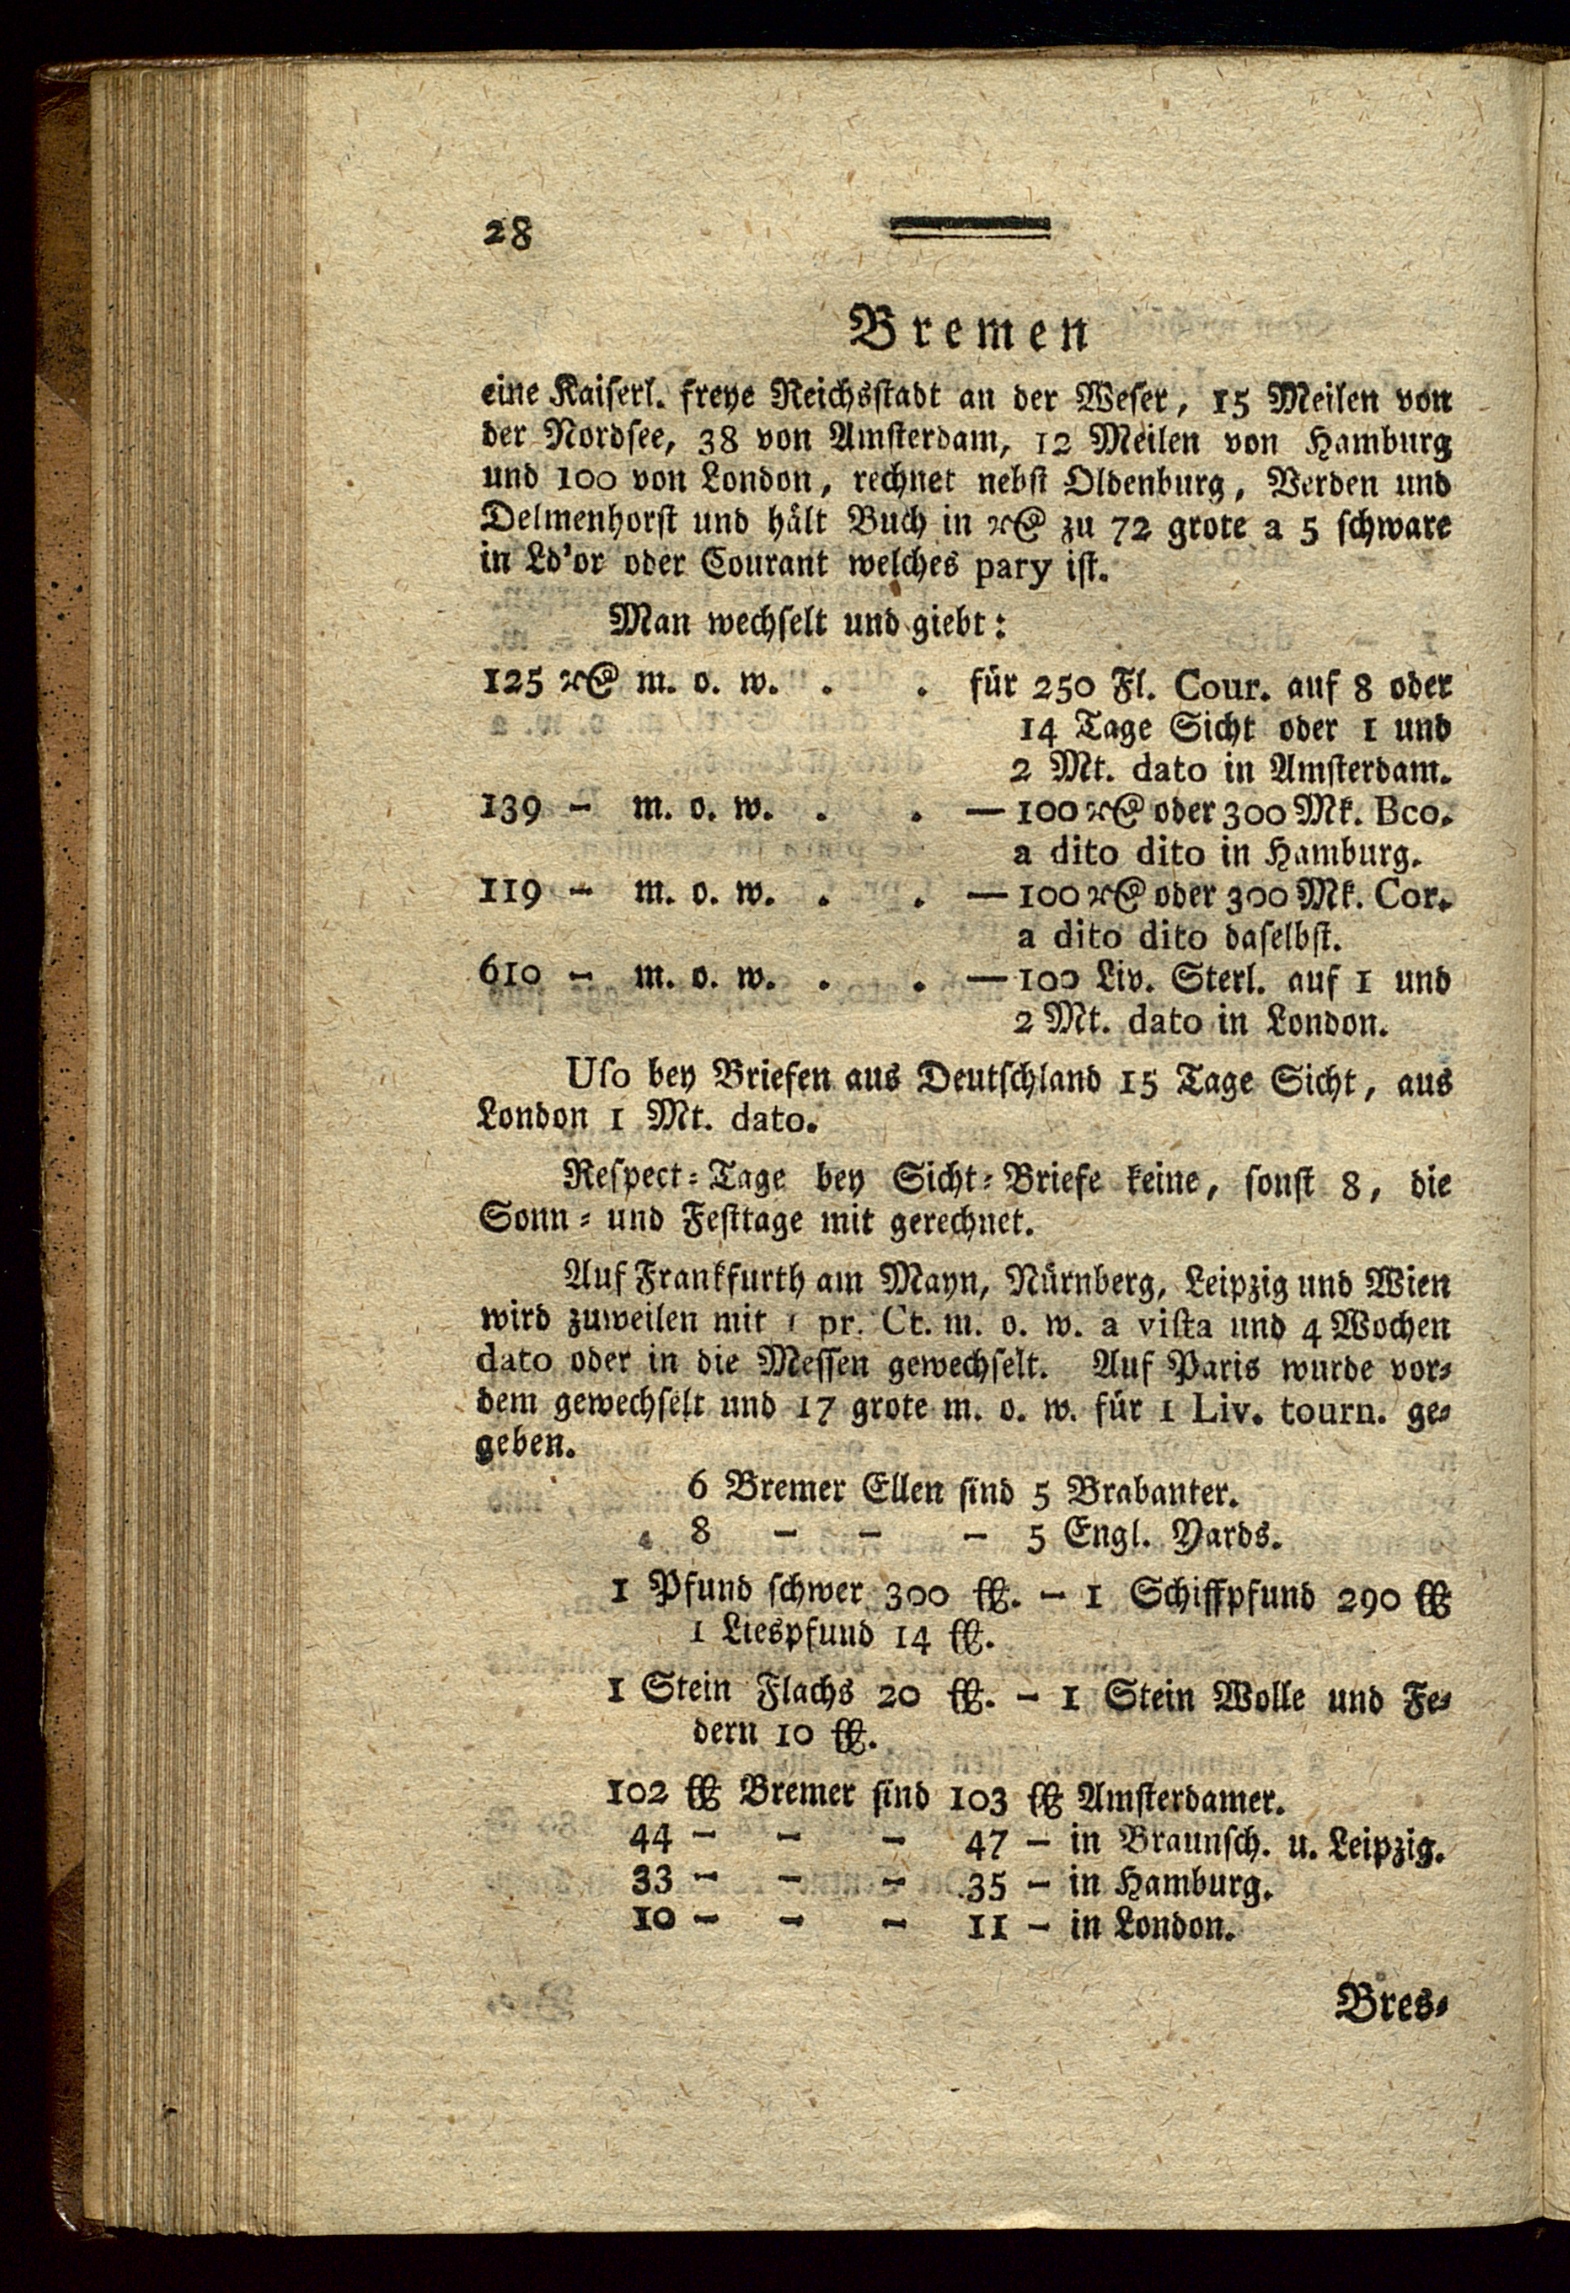 28
Bremen
eine Kaiserl. freye Reichsstadt an der Weser, 15 Meilen von
der Nordsee, 38 von Amsterdam, 12 Meilen von Hamburg
und 100 von London, rechnet nebst Oldenburg, Verden und
Delmenhorst und hält Buch in Rthlr zu 72 grote a 5 schware
in Ld'or oder Courant welches pary ist.
Man wechselt und giebt:
125 Rthlr m. o. w. . . für 250 Fl. Cour. auf 8 oder
14 Tage Sicht oder 1 und
2 Mt. dato in Amsterdam.
139 - m. o. w. . . — 100 Rthlr oder 300 Mk. Bco.
a dito dito in Hamburg.
119 - m. o. w. . . — 100 Rthlr oder 300 Mk. Cor.
a dito dito daselbst.
610 - m. o. w. . . — 100 Liv. Sterl. auf 1 und
2 Mt. dato in London.
Uso bey Briefen aus Deutschland 15 Tage Sicht, aus
London 1 Mt. dato.
Respect-Tage bey Sicht-Briefe keine, sonst 8, die
Sonn- und Festtage mit gerechnet.
Auf Frankfurth am Mayn, Nürnberg, Leipzig und Wien
wird zuweilen mit 1 pr. Ct. m. o. w. a vista und 4 Wochen
dato oder in die Messen gewechselt. Auf Paris wurde vor-
dem gewechselt und 17 grote m. o. w. für 1 Liv. tourn. ge-
geben.
6 Bremer Ellen sind 5 Brabanter.
8 - - - 5 Engl. Yards.
1 Pfund schwer 300 ℔. - 1 Schiffpfund 290 ℔
1 Liespfund 14 ℔.
1 Stein Flachs 20 ℔. - 1 Stein Wolle und Fe-
dern 10 ℔.
102 ℔ Bremer sind 103 ℔ Amsterdamer.
44 - - - 47 - in Braunsch. u. Leipzig.
33 - - - 35 - in Hamburg.
10 - - - 11 - in London.
Bres-